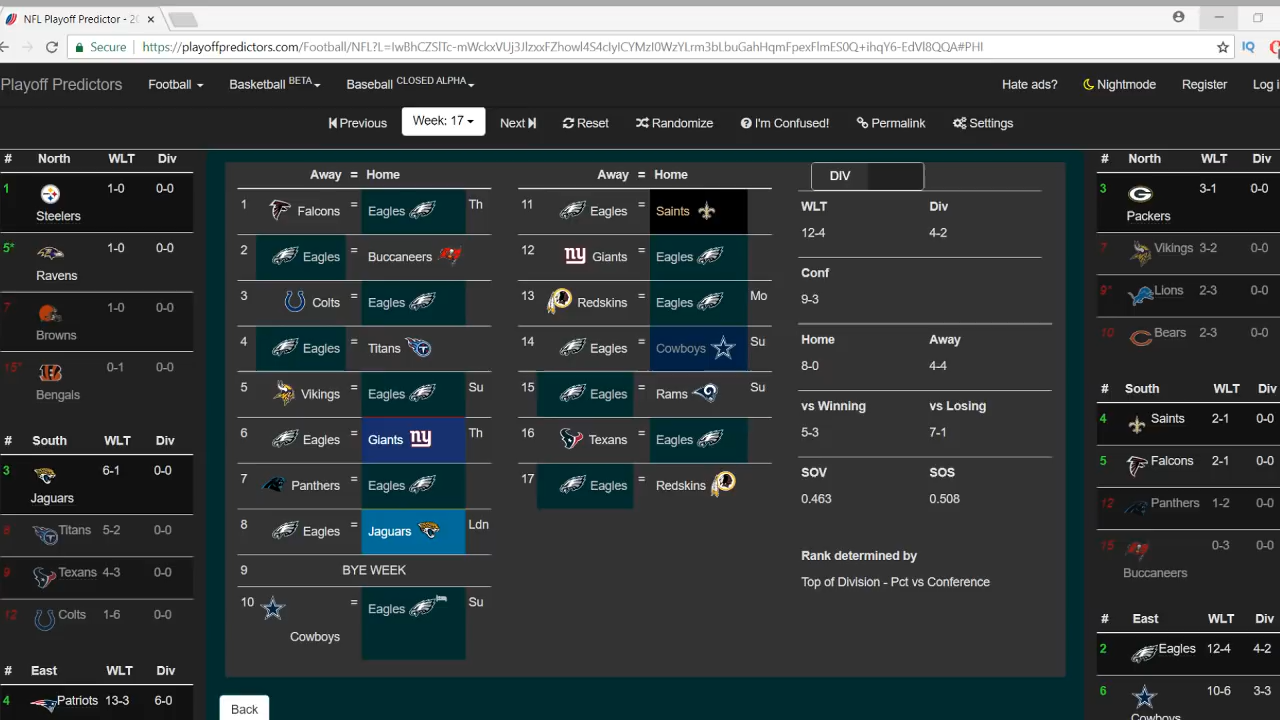 NFL Playoff Predictor - 20
Secure
https://playoffpredictors.com/Football/NFL?L=IwBhCZSlTc-mWckxVUj3JlzxxFZhowl4S4cIylCYMzI0WzYLrm3bLbuGahHqmFpexFlmES0Q+ihqY6-EdVl8QQA#PHI
IQ
Playoff Predictors Football Basketball BETA Baseball CLOSED ALPHA Hate ads? Nightmode Register Log i
Previous Week: 17 Next Reset Randomize I'm Confused! Permalink Settings
# North WLT Div
1 Steelers 1-0 0-0
5* Ravens 1-0 0-0
7 Browns 1-0 0-0
15* Bengals 0-1 0-0
# South WLT Div
3 Jaguars 6-1 0-0
8 Titans 5-2 0-0
9 Texans 4-3 0-0
12 Colts 1-6 0-0
# East WLT Div
4 Patriots 13-3 6-0
Away = Home
1 Falcons = Eagles Th
2 Eagles = Buccaneers
3 Colts = Eagles
4 Eagles = Titans
5 Vikings = Eagles Su
6 Eagles = Giants ny Th
7 Panthers = Eagles
8 Eagles = Jaguars Ldn
9 BYE WEEK
10 Cowboys = Eagles Su
Away = Home
11 Eagles = Saints
12 ny Giants = Eagles
13 Redskins = Eagles Mo
14 Eagles = Cowboys Su
15 Eagles = Rams Su
16 Texans = Eagles
17 Eagles = Redskins
DIV
WLT Div
12-4 4-2
Conf
9-3
Home Away
8-0 4-4
vs Winning vs Losing
5-3 7-1
SOV SOS
0.463 0.508
Rank determined by
Top of Division - Pct vs Conference
Back
# North WLT Div
3 Packers 3-1 0-0
7 Vikings 3-2 0-0
9* Lions 2-3 0-0
10 Bears 2-3 0-0
# South WLT Div
4 Saints 2-1 0-0
5 Falcons 2-1 0-0
12 Panthers 1-2 0-0
15 Buccaneers 0-3 0-0
# East WLT Div
2 Eagles 12-4 4-2
6 Cowboys 10-6 3-3